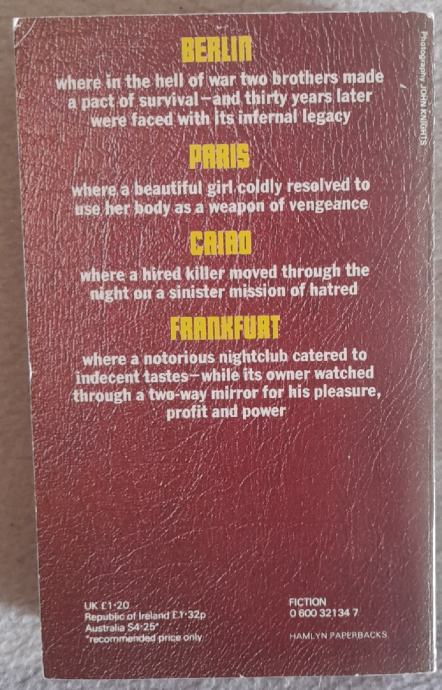 BERLIN
where in the hell of war two brothers made
a pact of survival—and thirty years later
were faced with its infernal legacy
PARIS
where a beautiful girl coldly resolved to
use her body as a weapon of vengeance
CAIRO
where a hired killer moved through the
night on a sinister mission of hatred
FRANKFURT
where a notorious nightclub catered to
indecent tastes—while its owner watched
through a two-way mirror for his pleasure,
profit and power
UK £1·20
Republic of Ireland £1·32p
Australia $4·25*
*recommended price only
FICTION
0 600 32134 7
HAMLYN PAPERBACKS
Photography JOHN KNIGHTS